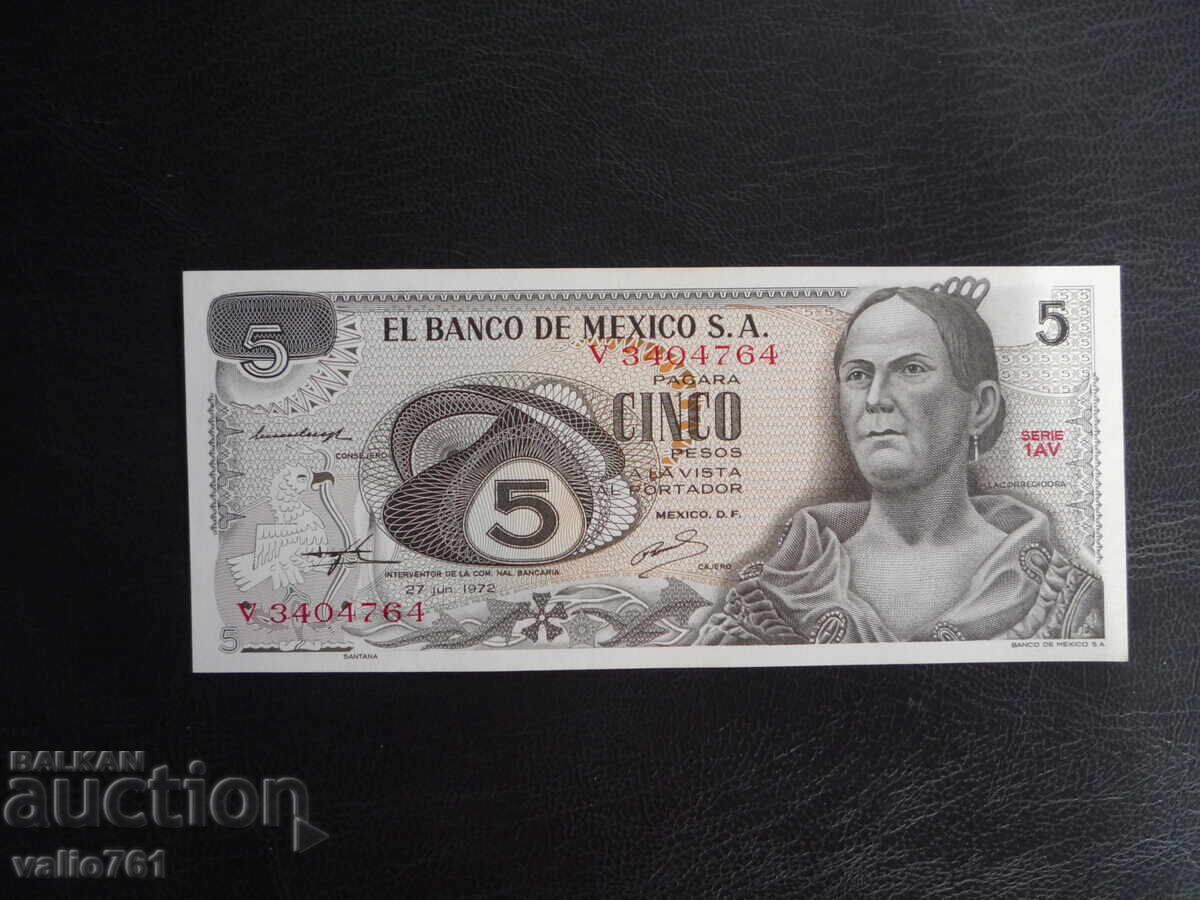 5
5
EL BANCO DE MEXICO S.A.
V 3404764
PAGARA
CINCO
PESOS
A LA VISTA
AL PORTADOR
MEXICO, D.F.
SERIE
1AV
LA CORREGIDORA
CONSEJERO
5
INTERVENTOR DE LA COM. NAL. BANCARIA
CAJERO
27 jun. 1972
V 3404764
5
SANTANA
BANCO DE MEXICO S.A.
BALKAN
auction
valio761